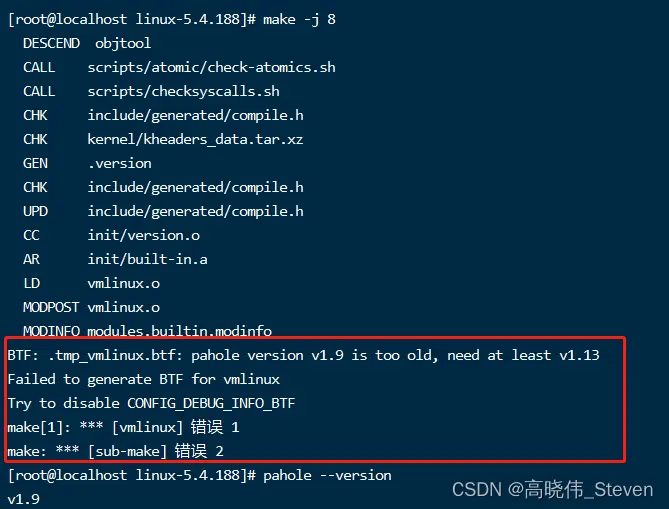 [root@localhost linux-5.4.188]# make -j 8
DESCEND objtool
CALL scripts/atomic/check-atomics.sh
CALL scripts/checksyscalls.sh
CHK include/generated/compile.h
CHK kernel/kheaders_data.tar.xz
GEN .version
CHK include/generated/compile.h
UPD include/generated/compile.h
CC init/version.o
AR init/built-in.a
LD vmlinux.o
MODPOST vmlinux.o
MODINFO modules.builtin.modinfo
BTF: .tmp_vmlinux.btf: pahole version v1.9 is too old, need at least v1.13
Failed to generate BTF for vmlinux
Try to disable CONFIG_DEBUG_INFO_BTF
make[1]: *** [vmlinux] 错误 1
make: *** [sub-make] 错误 2
[root@localhost linux-5.4.188]# pahole --version
v1.9
CSDN @高晓伟_Steven